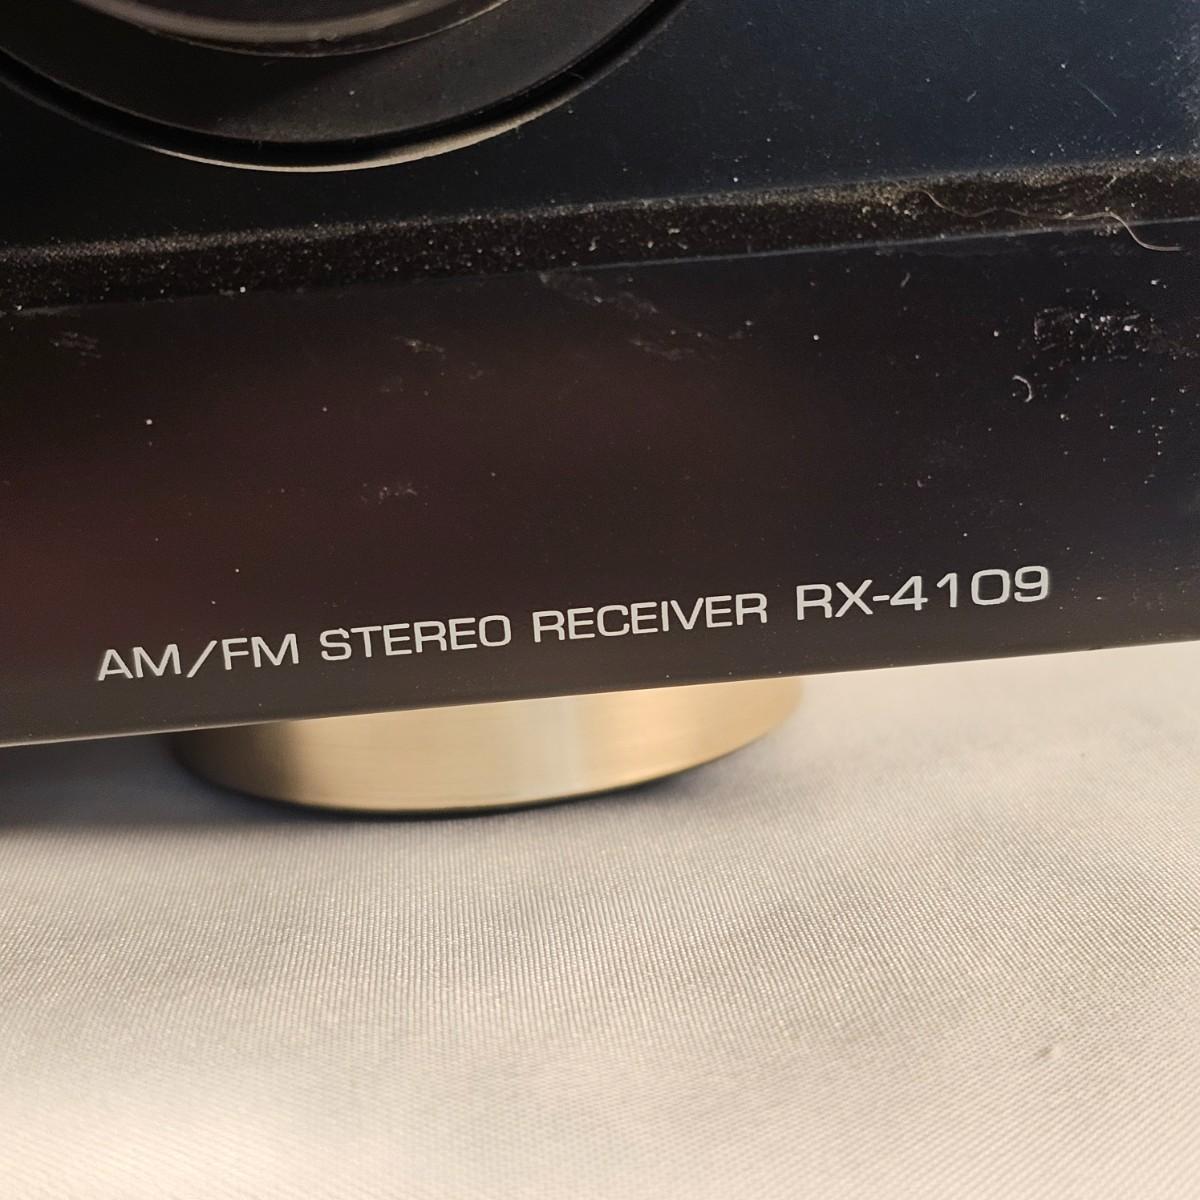 AM/FM STEREO RECEIVER RX-4109